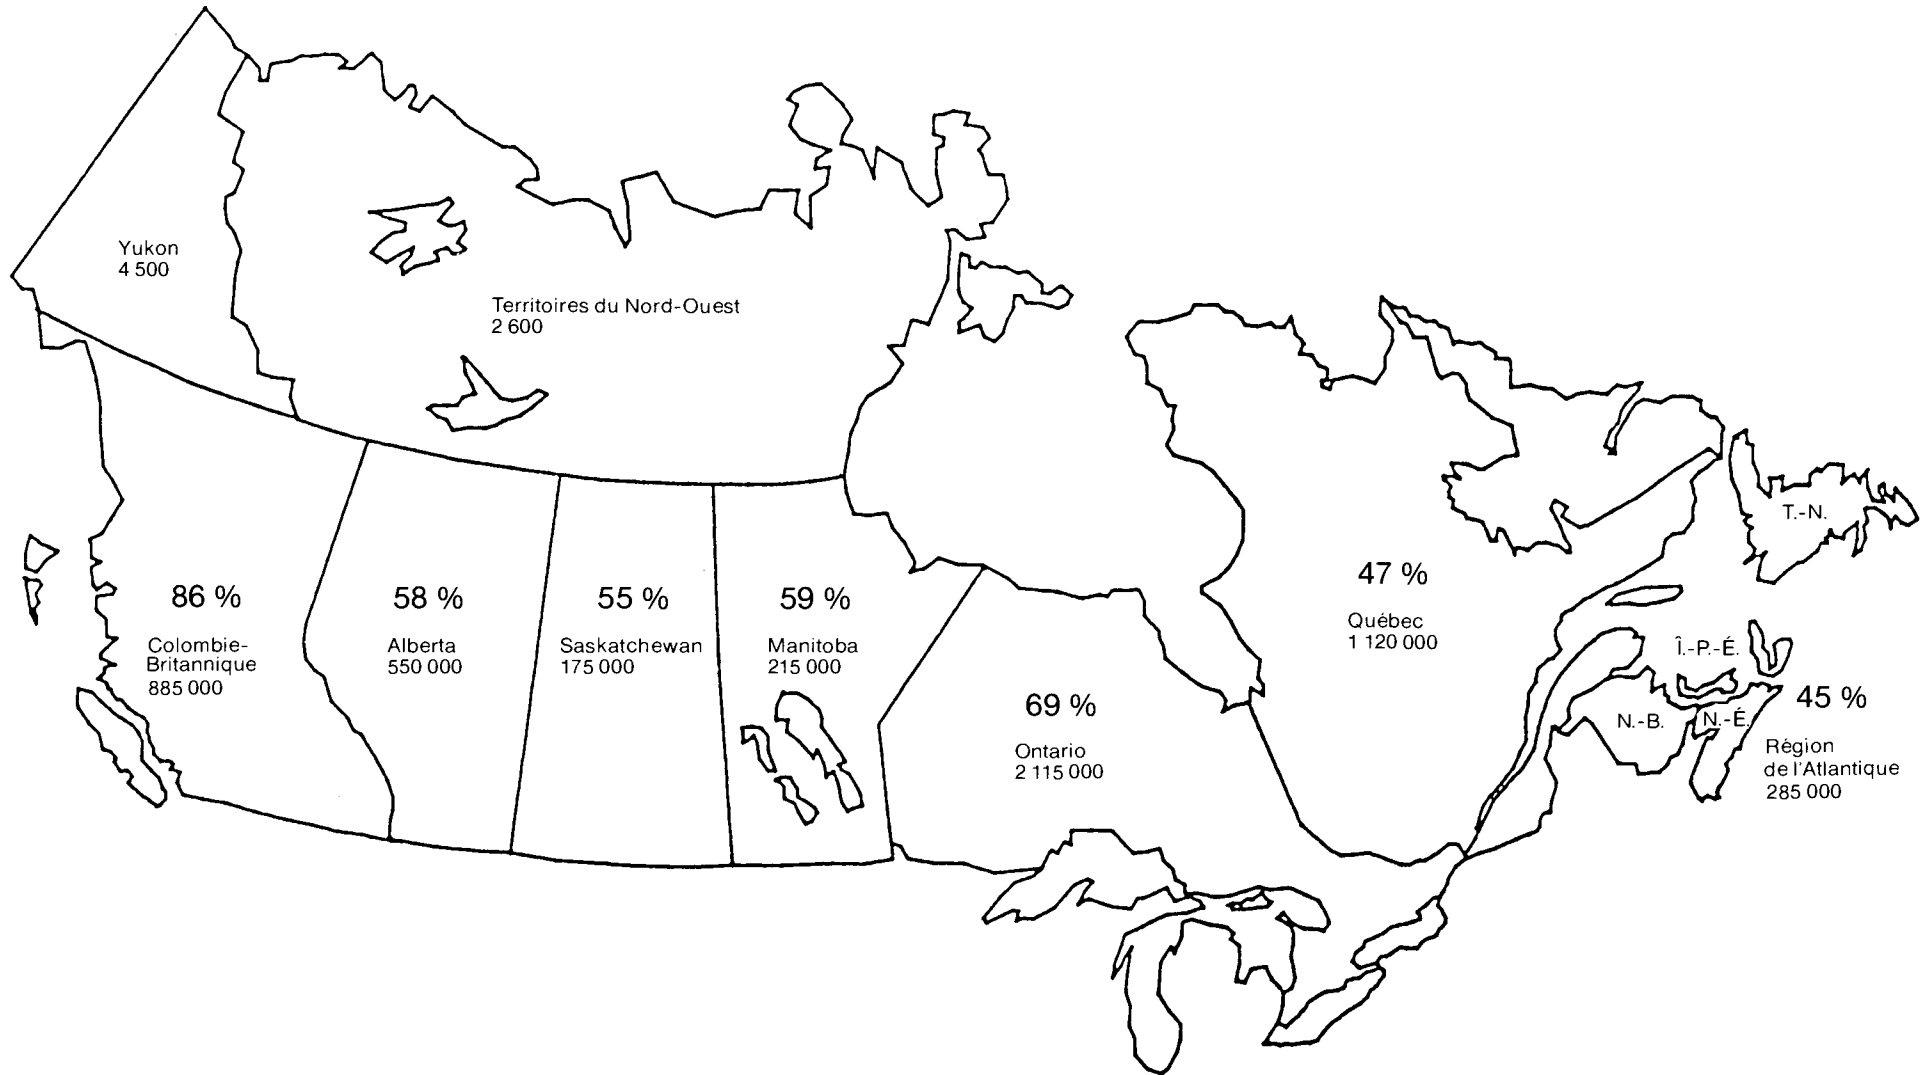 Yukon
4 500
Territoires du Nord-Ouest
2 600
86 %
Colombie-
Britannique
885 000
58 %
Alberta
550 000
55 %
Saskatchewan
175 000
59 %
Manitoba
215 000
69 %
Ontario
2 115 000
47 %
Québec
1 120 000
T.-N.
Î.-P.-É.
N.-B.
N.-É.
45 %
Région
de l'Atlantique
285 000